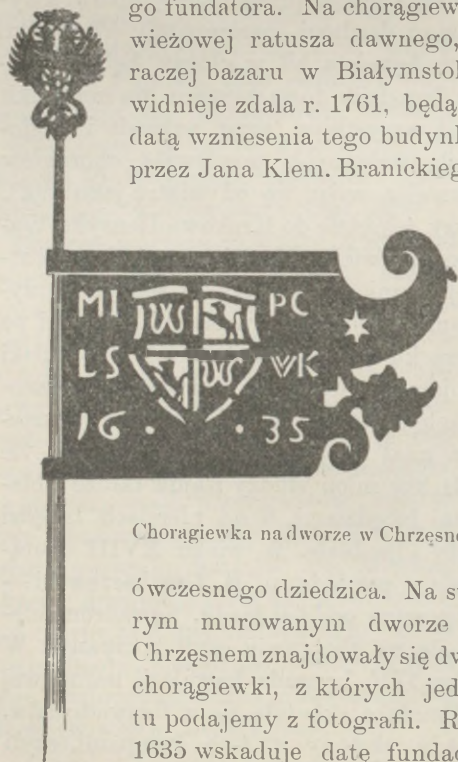 go fundatora. Na chorągiew
wieżowej ratusza dawnego,
raczej bazaru w Białymstok
widnieje zdala r. 1761, będą
datą wzniesenia tego budynk
przez Jana Klem. Branickieg
MI PC
LS WK
16 · · 35
Chorągiewka na dworze w Chrzęsne
ówczesnego dziedzica. Na st
rym murowanym dworze
Chrzęsnem znajdowały się dw
chorągiewki, z których jed
tu podajemy z fotografii. R
1635 wskaduje datę fundac